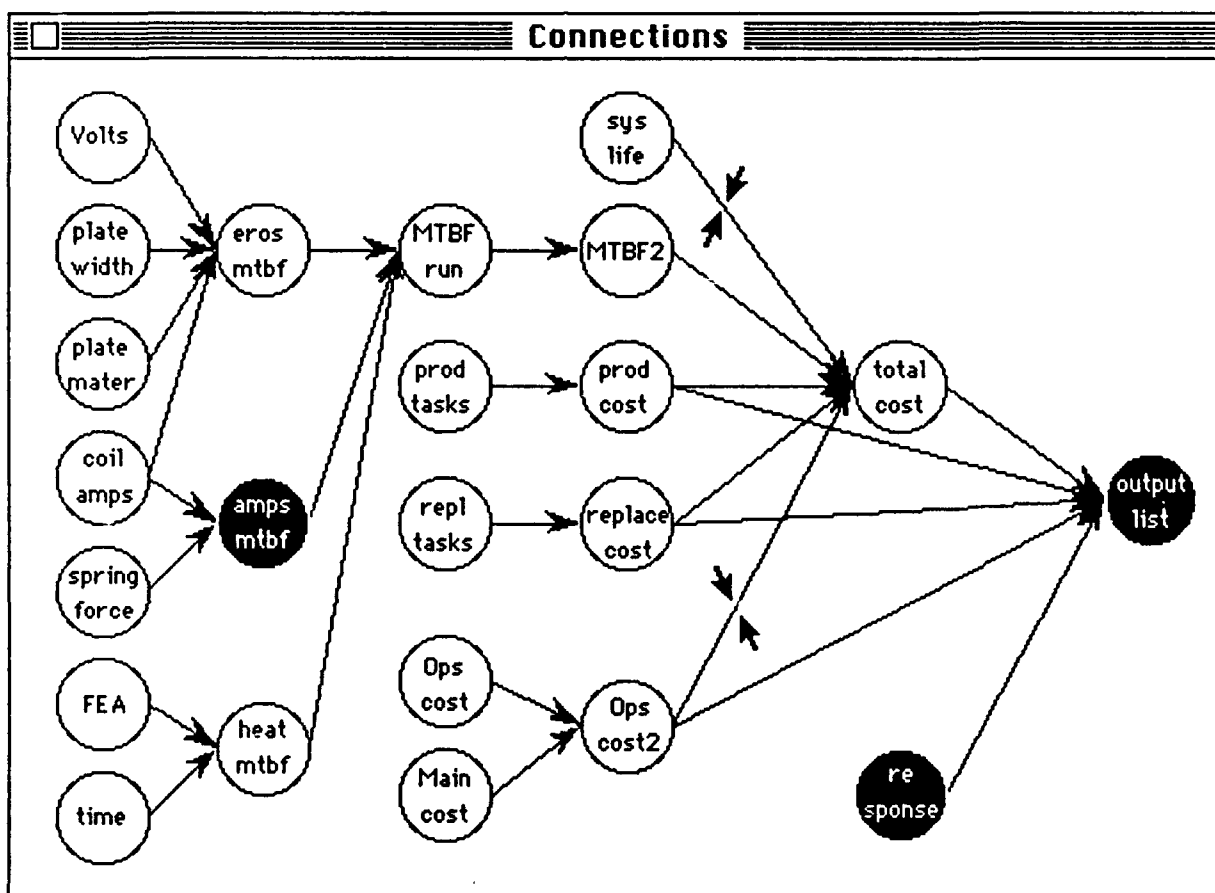 Connections
Volts
plate
width
plate
mater
coil
amps
spring
force
FEA
time
eros
mtbf
amps
mtbf
heat
mtbf
MTBF
run
prod
tasks
repl
tasks
Ops
cost
Main
cost
sys
life
MTBF2
prod
cost
replace
cost
Ops
cost2
total
cost
re
sponse
output
list